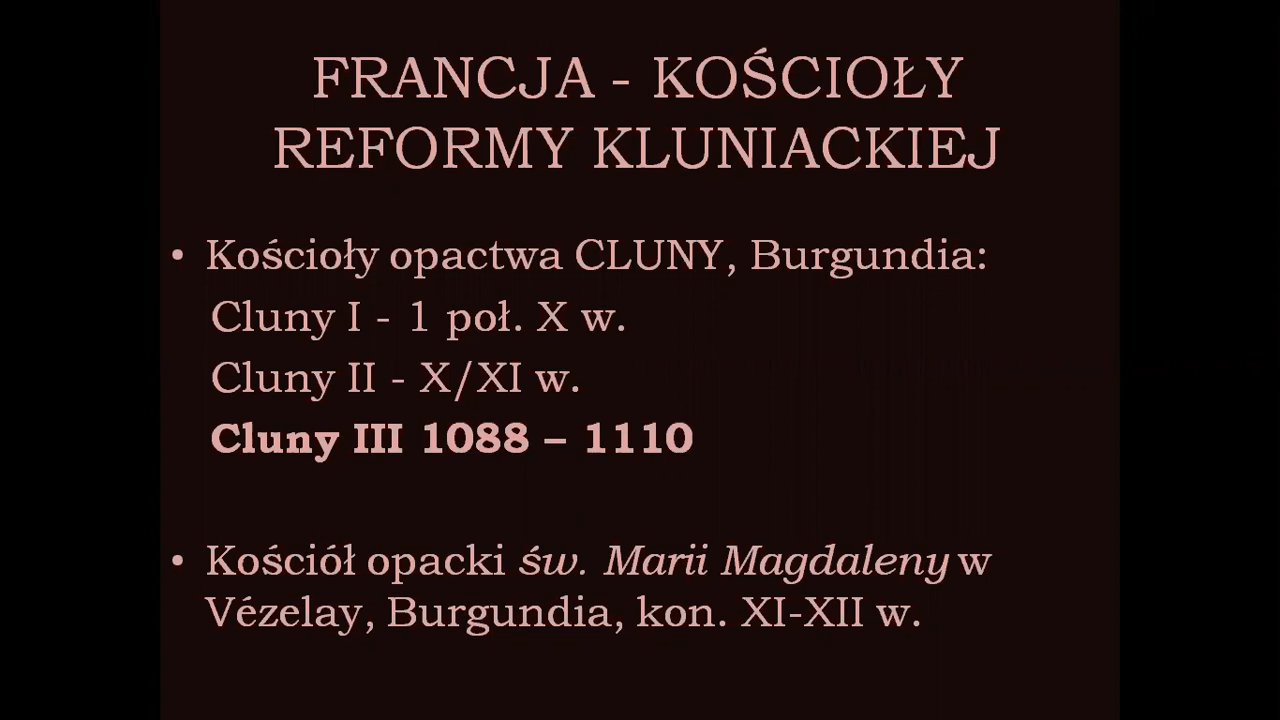 FRANCJA - KOŚCIOŁY
REFORMY KLUNIACKIEJ
• Kościoły opactwa CLUNY, Burgundia:
Cluny I - 1 poł. X w.
Cluny II - X/XI w.
Cluny III 1088 – 1110
• Kościół opacki św. Marii Magdaleny w
Vézelay, Burgundia, kon. XI-XII w.